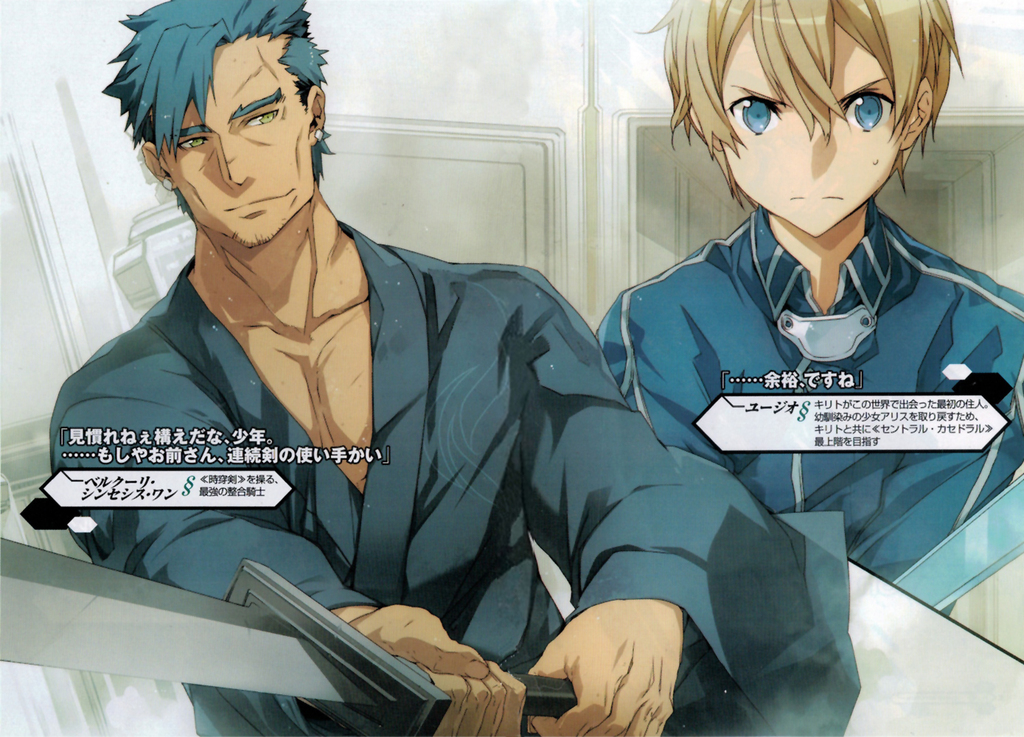 『……余裕、ですね』
ユージオ§
キリトがこの世界で出会った最初の住人。
幼馴染みの少女アリスを取り戻すため、
キリトと共に≪セントラル・カセドラル≫
最上階を目指す
『見慣れねぇ構えだな、少年。
……もしやお前さん、連続剣の使い手かい』
ベルクーリ・
シンセシス・ワン§
≪時穿剣≫を操る、
最強の整合騎士